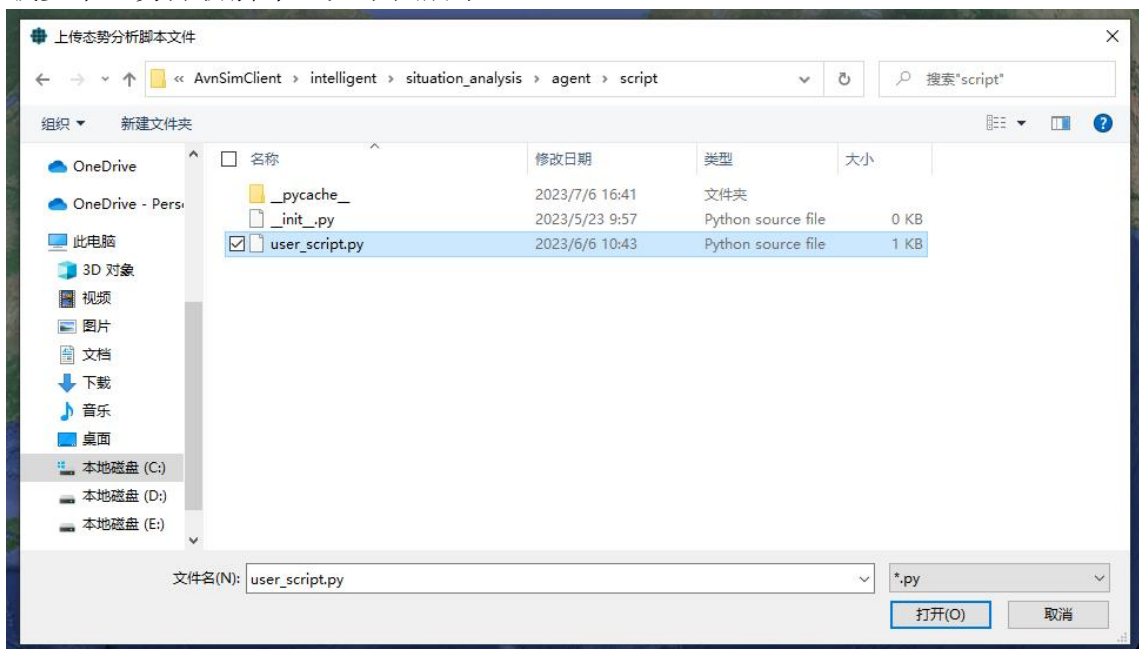 上传态势分析脚本文件
« AvnSimClient › intelligent › situation_analysis › agent › script
搜索"script"
组织 新建文件夹
名称 修改日期 类型 大小
__pycache__ 2023/7/6 16:41 文件夹
__init__.py 2023/5/23 9:57 Python source file 0 KB
user_script.py 2023/6/6 10:43 Python source file 1 KB
OneDrive
OneDrive - Pers
此电脑
3D 对象
视频
图片
文档
下载
音乐
桌面
本地磁盘 (C:)
本地磁盘 (D:)
本地磁盘 (E:)
文件名(N): user_script.py *.py
打开(O) 取消